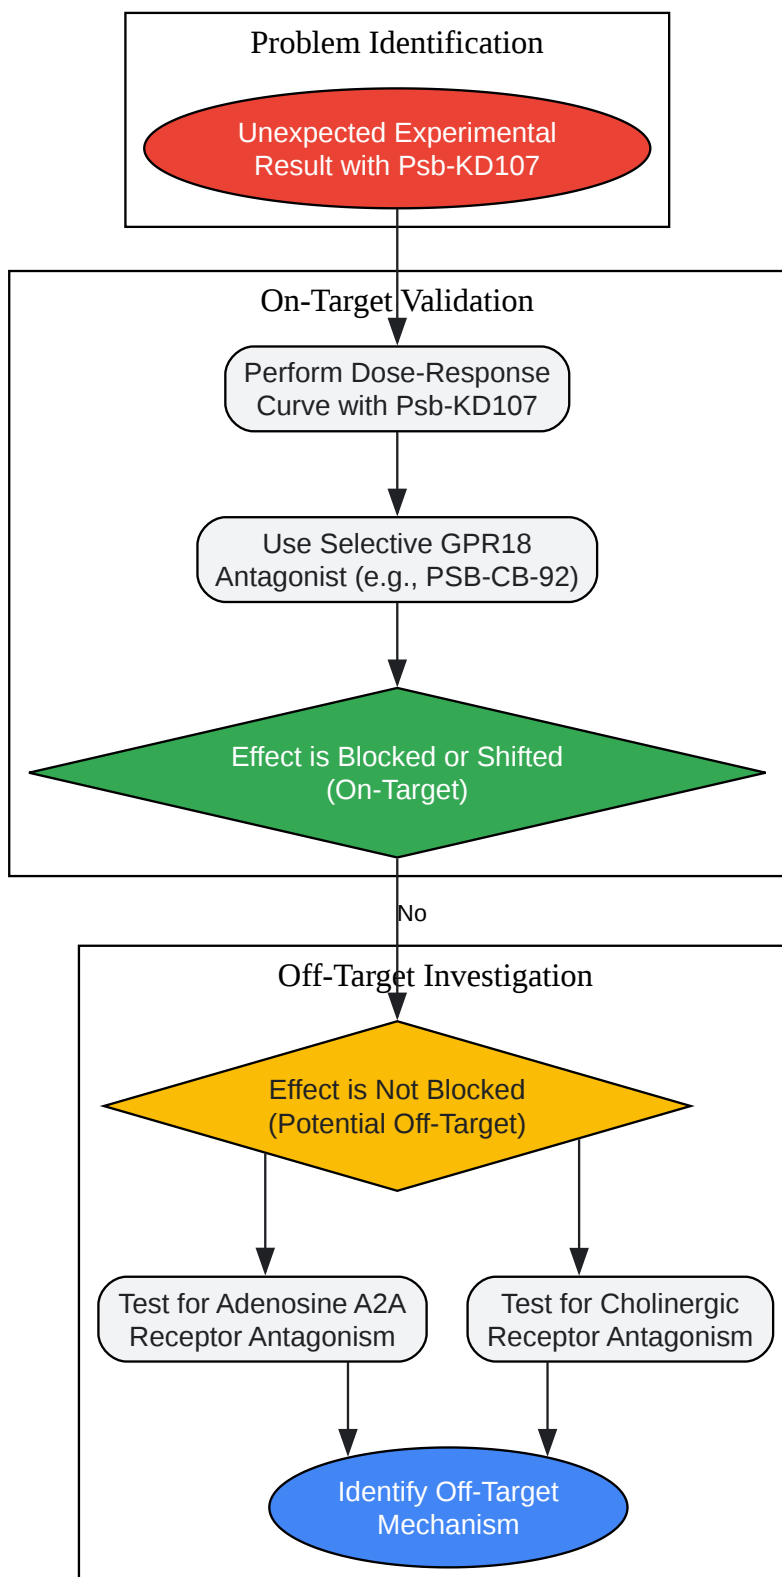 Problem Identification
Unexpected Experimental
Result with Psb-KD107
On-Target Validation
Perform Dose-Response
Curve with Psb-KD107
Use Selective GPR18
Antagonist (e.g., PSB-CB-92)
Effect is Blocked or Shifted
(On-Target)
No
Off-Target Investigation
Effect is Not Blocked
(Potential Off-Target)
Test for Adenosine A2A
Receptor Antagonism
Test for Cholinergic
Receptor Antagonism
Identify Off-Target
Mechanism